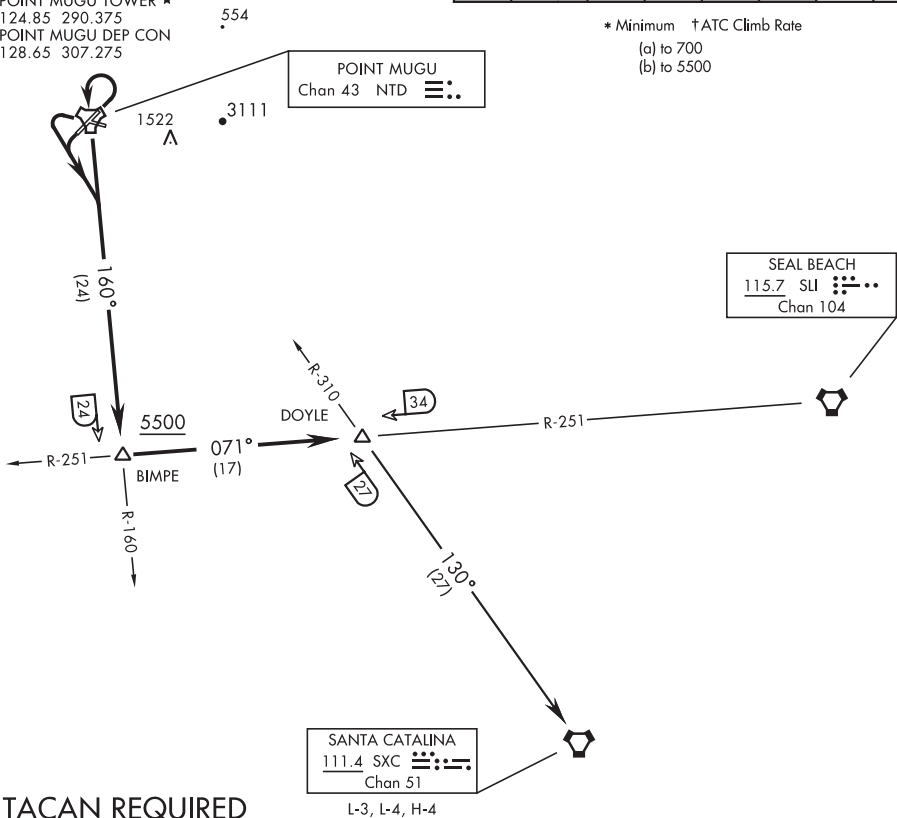 POINT MUGU TOWER ★
124.85 290.375
POINT MUGU DEP CON
128.65 307.275
554
* Minimum †ATC Climb Rate
(a) to 700
(b) to 5500
POINT MUGU
Chan 43 NTD
1522
3111
160°
(24)
SEAL BEACH
115.7 SLI
Chan 104
R-310
24
5500
DOYLE
34
R-251
R-251
BIMPE
071°
(17)
27
R-160
130°
(27)
SANTA CATALINA
111.4 SXC
Chan 51
L-3, L-4, H-4
TACAN REQUIRED